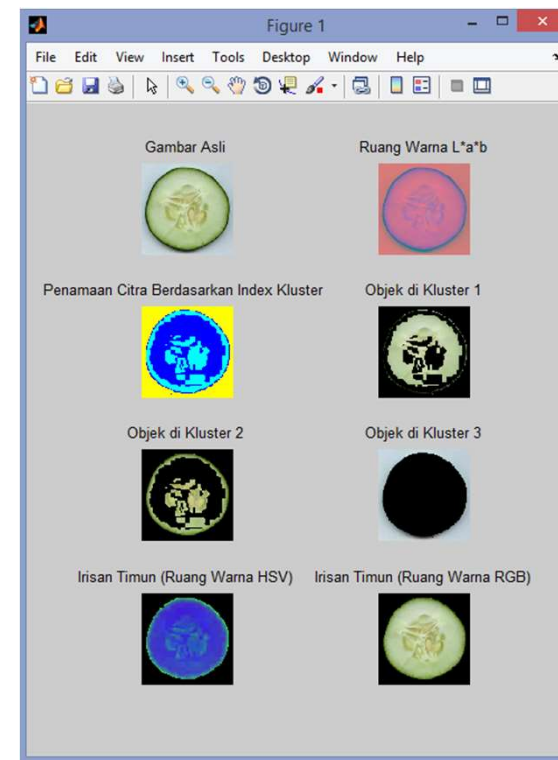 Figure 1
File Edit View Insert Tools Desktop Window Help
Gambar Asli
Ruang Warna L*a*b
Penamaan Citra Berdasarkan Index Kluster
Objek di Kluster 1
Objek di Kluster 2
Objek di Kluster 3
Irisan Timun (Ruang Warna HSV)
Irisan Timun (Ruang Warna RGB)